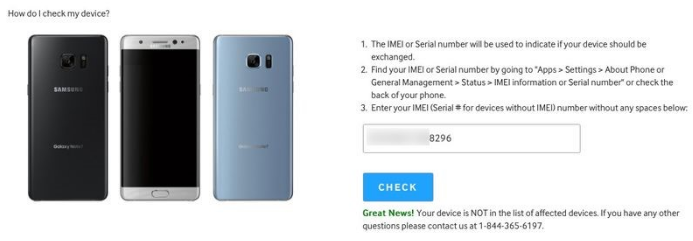 How do I check my device?
SAMSUNG
1. The IMEI or Serial number will be used to indicate if your device should be
exchanged.
2. Find your IMEI or Serial number by going to "Apps > Settings > About Phone or
General Management > Status > IMEI information or Serial number" or check the
back of your phone.
3. Enter your IMEI (Serial # for devices without IMEI) number without any spaces below:
8296
CHECK
Great News! Your device is NOT in the list of affected devices. If you have any other
questions please contact us at 1-844-365-6197.